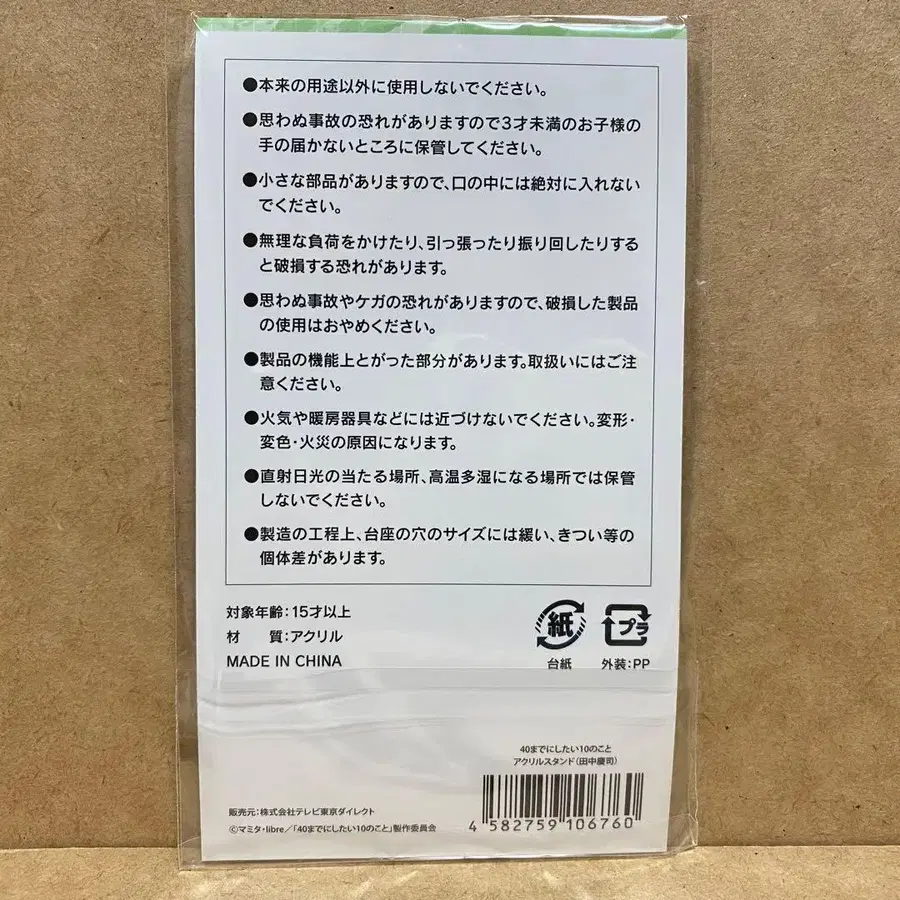 ●本来の用途以外に使用しないでください。
●思わぬ事故の恐れがありますので3才未満のお子様の
手の届かないところに保管してください。
●小さな部品がありますので、口の中には絶対に入れない
でください。
●無理な負荷をかけたり、引っ張ったり振り回したりする
と破損する恐れがあります。
●思わぬ事故やケガの恐れがありますので、破損した製品
の使用はおやめください。
●製品の機能上とがった部分があります。取扱いにはご注
意ください。
●火気や暖房器具などには近づけないでください。変形・
変色・火災の原因になります。
●直射日光の当たる場所、高温多湿になる場所では保管
しないでください。
●製造の工程上、台座の穴のサイズには緩い、きつい等の
個体差があります。
対象年齢：15才以上
材　質：アクリル
MADE IN CHINA
紙
台紙
プラ
外装：PP
40までにしたい10のこと
アクリルスタンド（田中慶司）
4 582759 106760
販売元：株式会社テレビ東京ダイレクト
©マミタ・libre／「40までにしたい10のこと」製作委員会